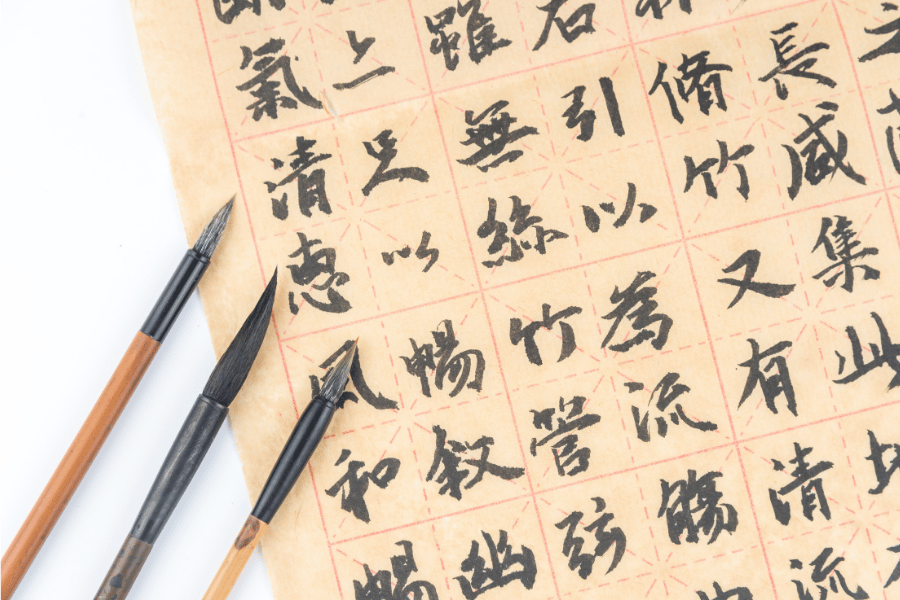 長咸集此
脩竹又有清流
右引以為流觴
雖無絲竹管弦
足以暢敘幽
氣清惠風和暢